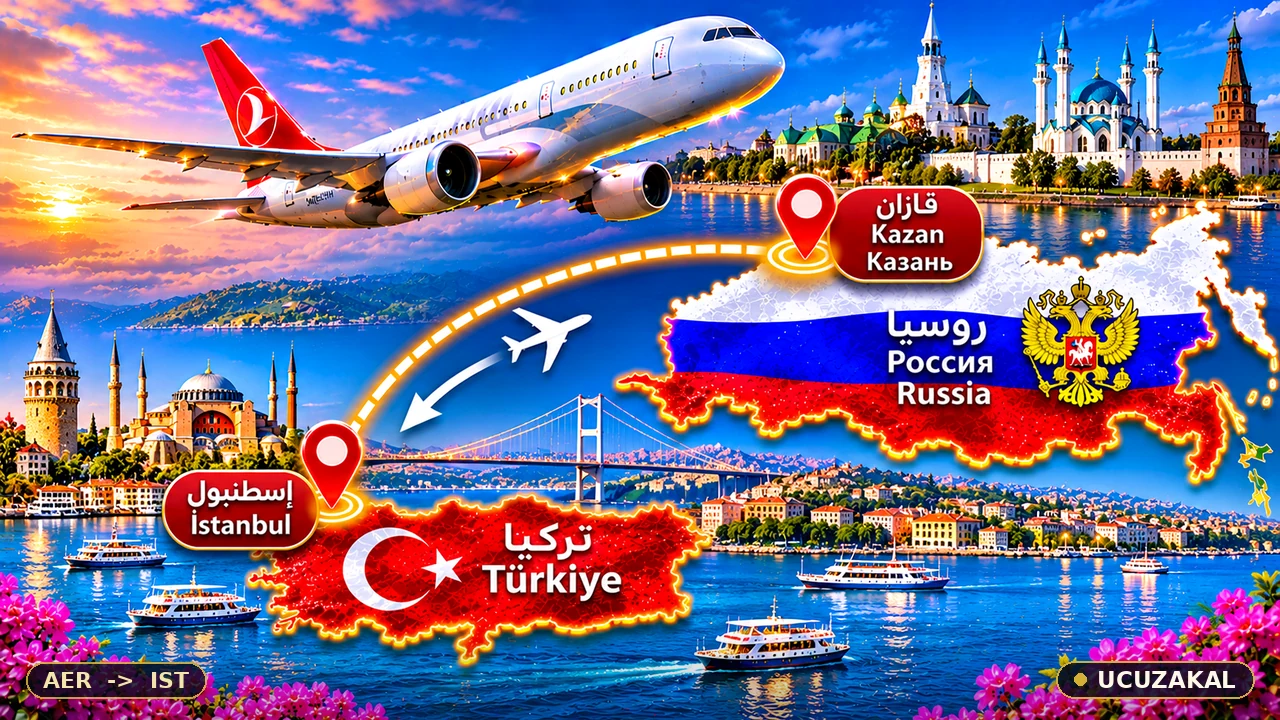 قازان
Kazan
Казань
روسيا
Россия
Russia
إسطنبول
İstanbul
تركيا
Türkiye
AER -> IST
UCUZAKAL